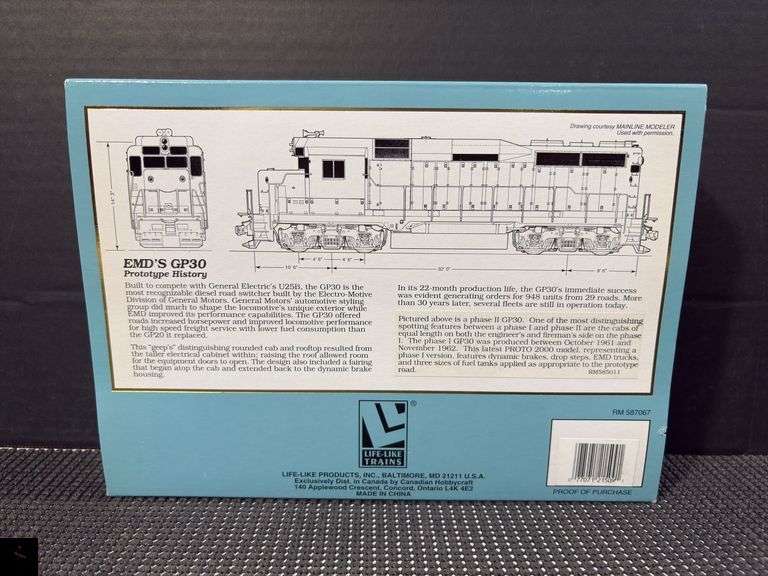 Drawing courtesy MAINLINE MODELER
Used with permission.
EMD'S GP30
Prototype History
Built to compete with General Electric's U25B, the GP30 is the
most recognizable diesel road switcher built by the Electro-Motive
Division of General Motors. General Motors' automotive styling
group did much to shape the locomotive's unique exterior while
EMD improved its performance capabilities. The GP30 offered
roads increased horsepower and improved locomotive performance
for high speed freight service with lower fuel consumption than
the GP20 it replaced.
This "geep's" distinguishing rounded cab and rooftop resulted from
the taller electrical cabinet within; raising the roof allowed room
for the equipment doors to open. The design also included a fairing
that began atop the cab and extended back to the dynamic brake
housing.
In its 22-month production life, the GP30's immediate success
was evident generating orders for 948 units from 29 roads. More
than 30 years later, several fleets are still in operation today.
Pictured above is a phase II GP30. One of the most distinguishing
spotting features between a phase I and phase II are the cabs of
equal length on both the engineer's and fireman's side on the phase
I. The phase I GP30 was produced between October 1961 and
November 1962. This latest PROTO 2000 model, representing a
phase I version, features dynamic brakes, drop steps, EMD trucks,
and three sizes of fuel tanks applied as appropriate to the prototype
road.
RM585011
LIFE-LIKE
TRAINS
®
RM 587067
LIFE-LIKE PRODUCTS, INC., BALTIMORE, MD 21211 U.S.A.
Exclusively Dist. in Canada by Canadian Hobbycraft
140 Applewood Crescent, Concord, Ontario L4K 4E2
MADE IN CHINA
PROOF OF PURCHASE